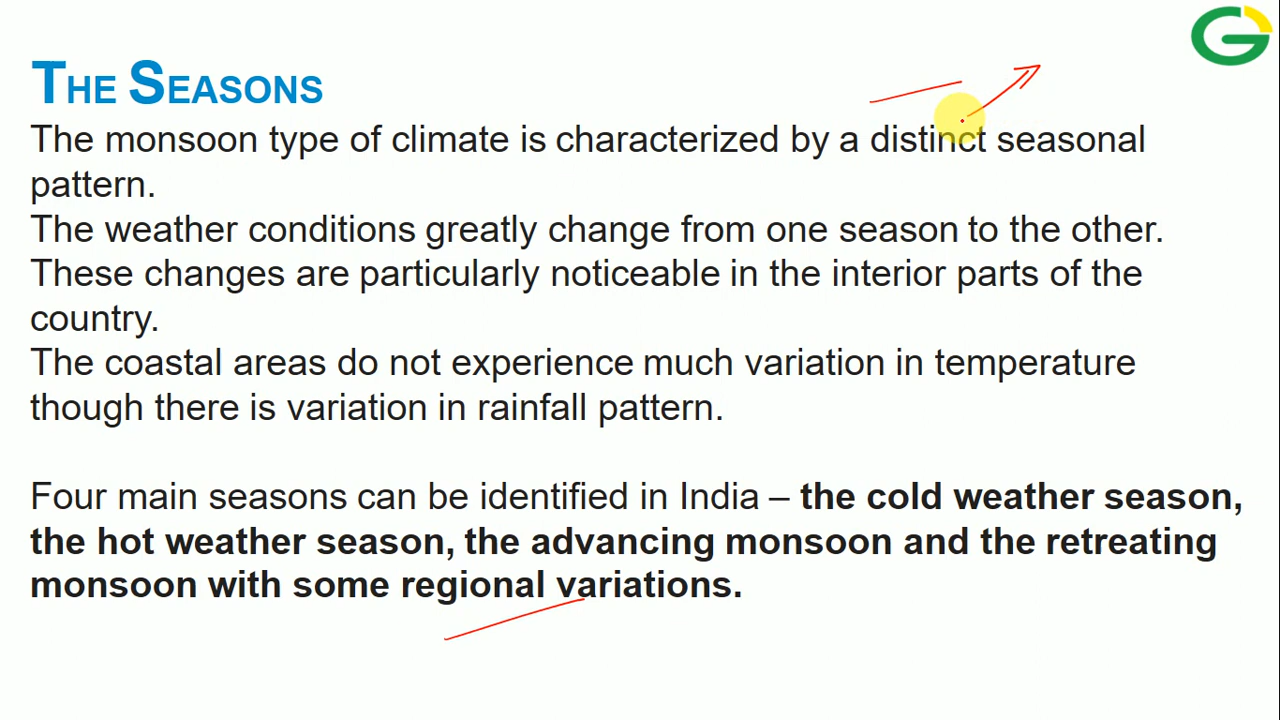 THE SEASONS
The monsoon type of climate is characterized by a distinct seasonal
pattern.
The weather conditions greatly change from one season to the other.
These changes are particularly noticeable in the interior parts of the
country.
The coastal areas do not experience much variation in temperature
though there is variation in rainfall pattern.
Four main seasons can be identified in India – the cold weather season,
the hot weather season, the advancing monsoon and the retreating
monsoon with some regional variations.